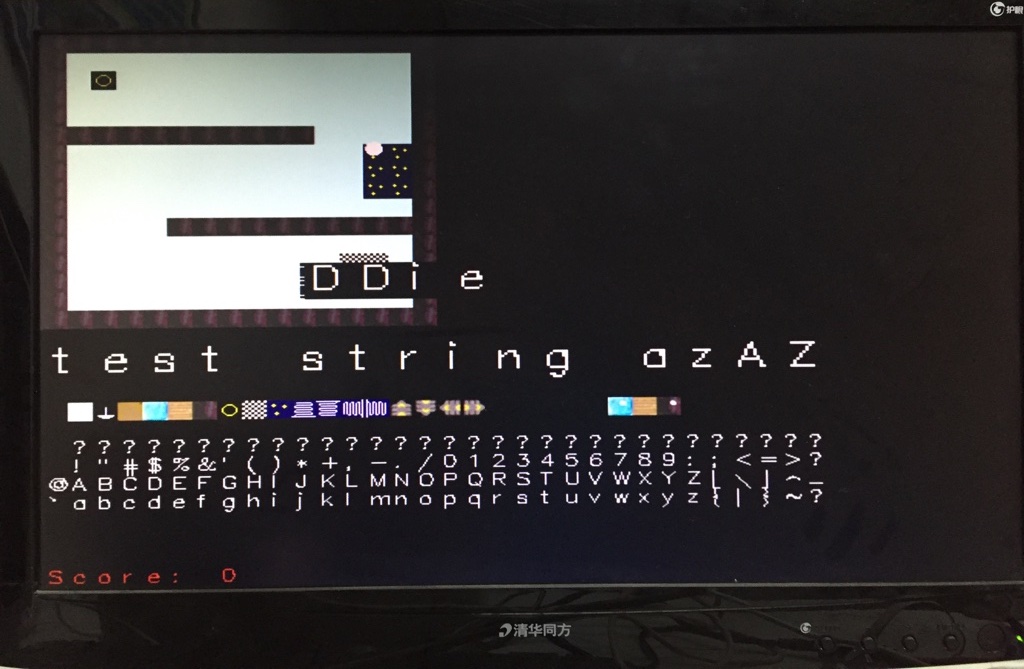 护眼
DDie
test string azAZ
? ? ? ? ? ? ? ? ? ? ? ? ? ? ? ? ? ? ? ? ? ? ? ? ? ? ? ? ? ? ?
! " # $ % & ' ( ) * + , - . / 0 1 2 3 4 5 6 7 8 9 : ; < = > ?
@ A B C D E F G H I J K L M N O P Q R S T U V W X Y Z [ \ ] ^ _
` a b c d e f g h i j k l m n o p q r s t u v w x y z { | } ~ ?
Score: 0
清华同方